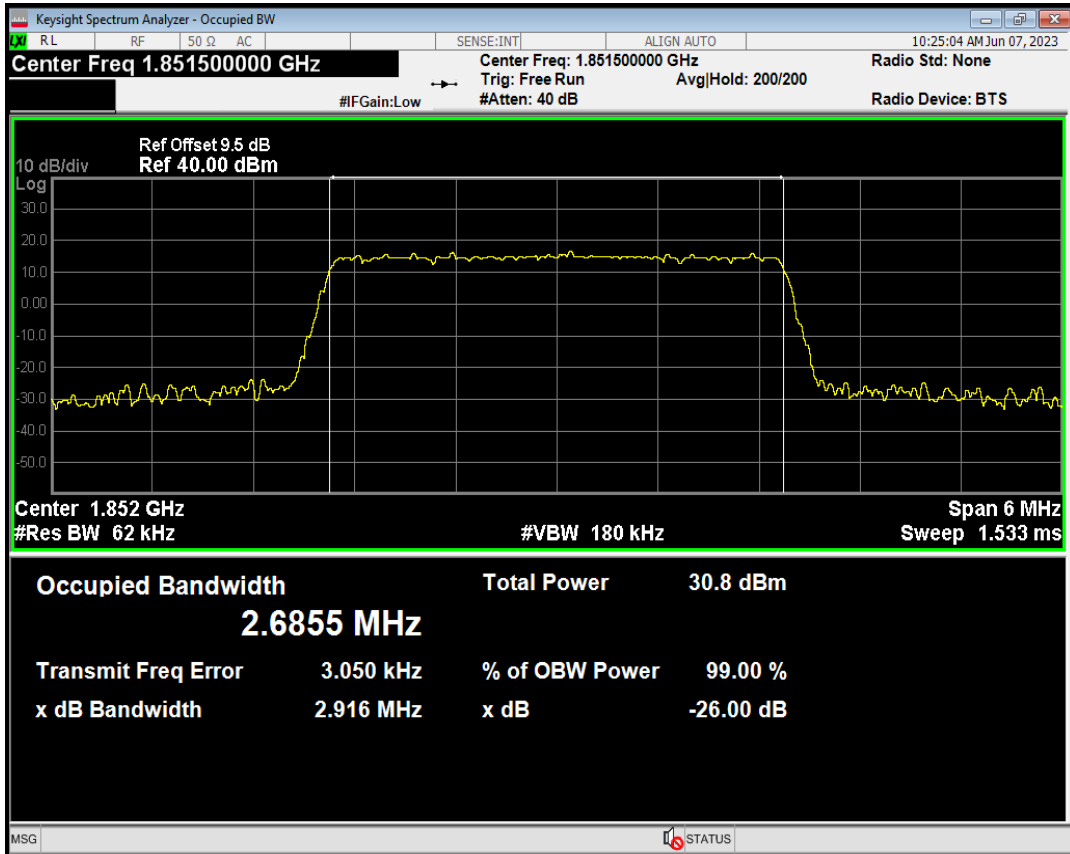 Keysight Spectrum Analyzer - Occupied BW
LXI RL RF 50 Ω AC SENSE:INT ALIGN AUTO 10:25:04 AM Jun 07, 2023
Center Freq 1.851500000 GHz Center Freq: 1.851500000 GHz Radio Std: None
Trig: Free Run Avg|Hold: 200/200
#IFGain:Low #Atten: 40 dB Radio Device: BTS
Ref Offset 9.5 dB
10 dB/div Ref 40.00 dBm
Log
30.0
20.0
10.0
0.00
-10.0
-20.0
-30.0
-40.0
-50.0
Center 1.852 GHz Span 6 MHz
#Res BW 62 kHz #VBW 180 kHz Sweep 1.533 ms
Occupied Bandwidth Total Power 30.8 dBm
2.6855 MHz
Transmit Freq Error 3.050 kHz % of OBW Power 99.00 %
x dB Bandwidth 2.916 MHz x dB -26.00 dB
MSG STATUS